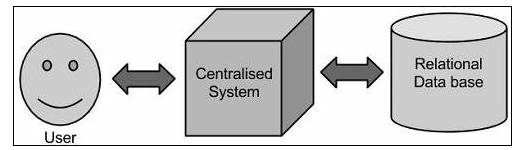 User
Centralised
System
Relational
Data base